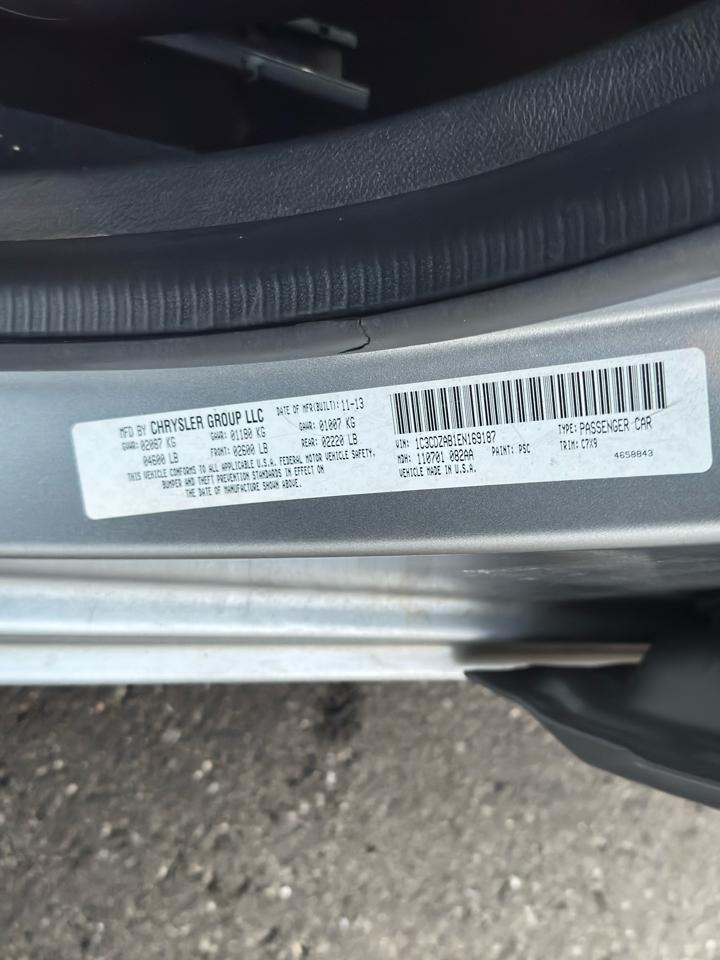 MFD BY CHRYSLER GROUP LLC DATE OF MFR(BUILT): 11-13
GVWR: 02087 KG GAWR: 01180 KG GAWR: 01007 KG
04600 LB FRONT: 02600 LB REAR: 02220 LB
THIS VEHICLE CONFORMS TO ALL APPLICABLE U.S.A. FEDERAL MOTOR VEHICLE SAFETY,
BUMPER AND THEFT PREVENTION STANDARDS IN EFFECT ON
THE DATE OF MANUFACTURE SHOWN ABOVE.
VIN: 1C3CDZAB1EN169187 TYPE: PASSENGER CAR
MDH: 110701 082AA PAINT: PSC TRIM: C7X9
VEHICLE MADE IN U.S.A. 4658843